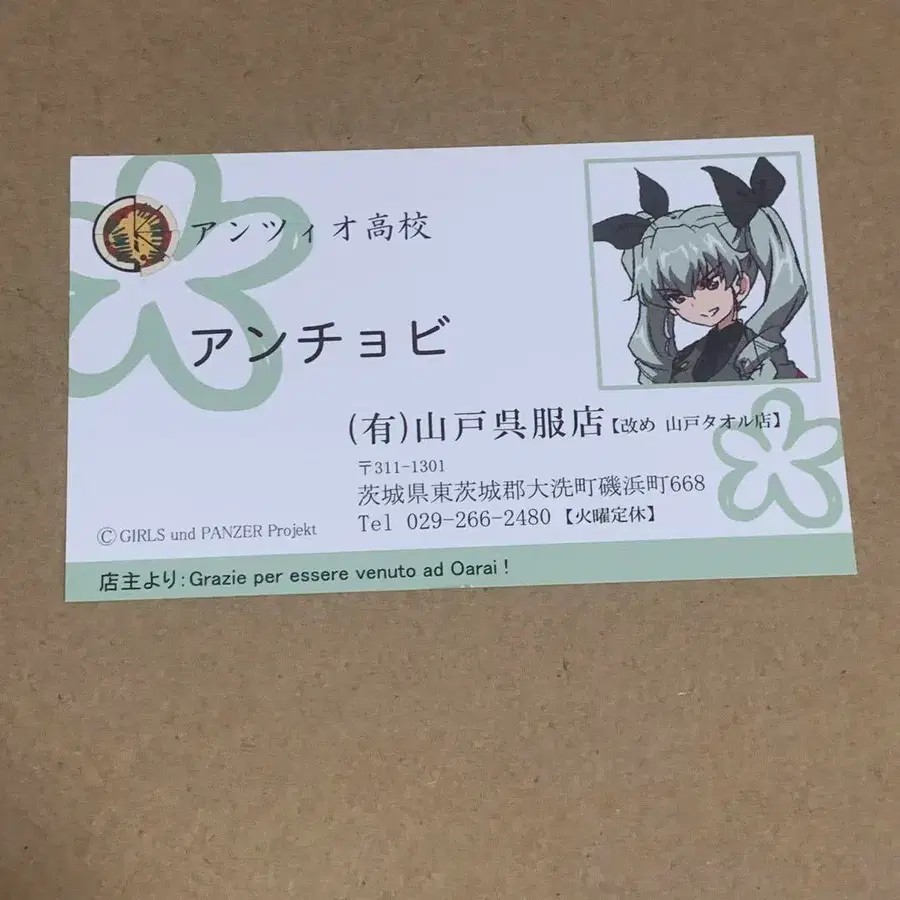 アンツィオ高校
アンチョビ
(有)山戸呉服店【改め 山戸タオル店】
〒311-1301
茨城県東茨城郡大洗町磯浜町668
Tel 029-266-2480【火曜定休】
©GIRLS und PANZER Projekt
店主より:Grazie per essere venuto ad Oarai!